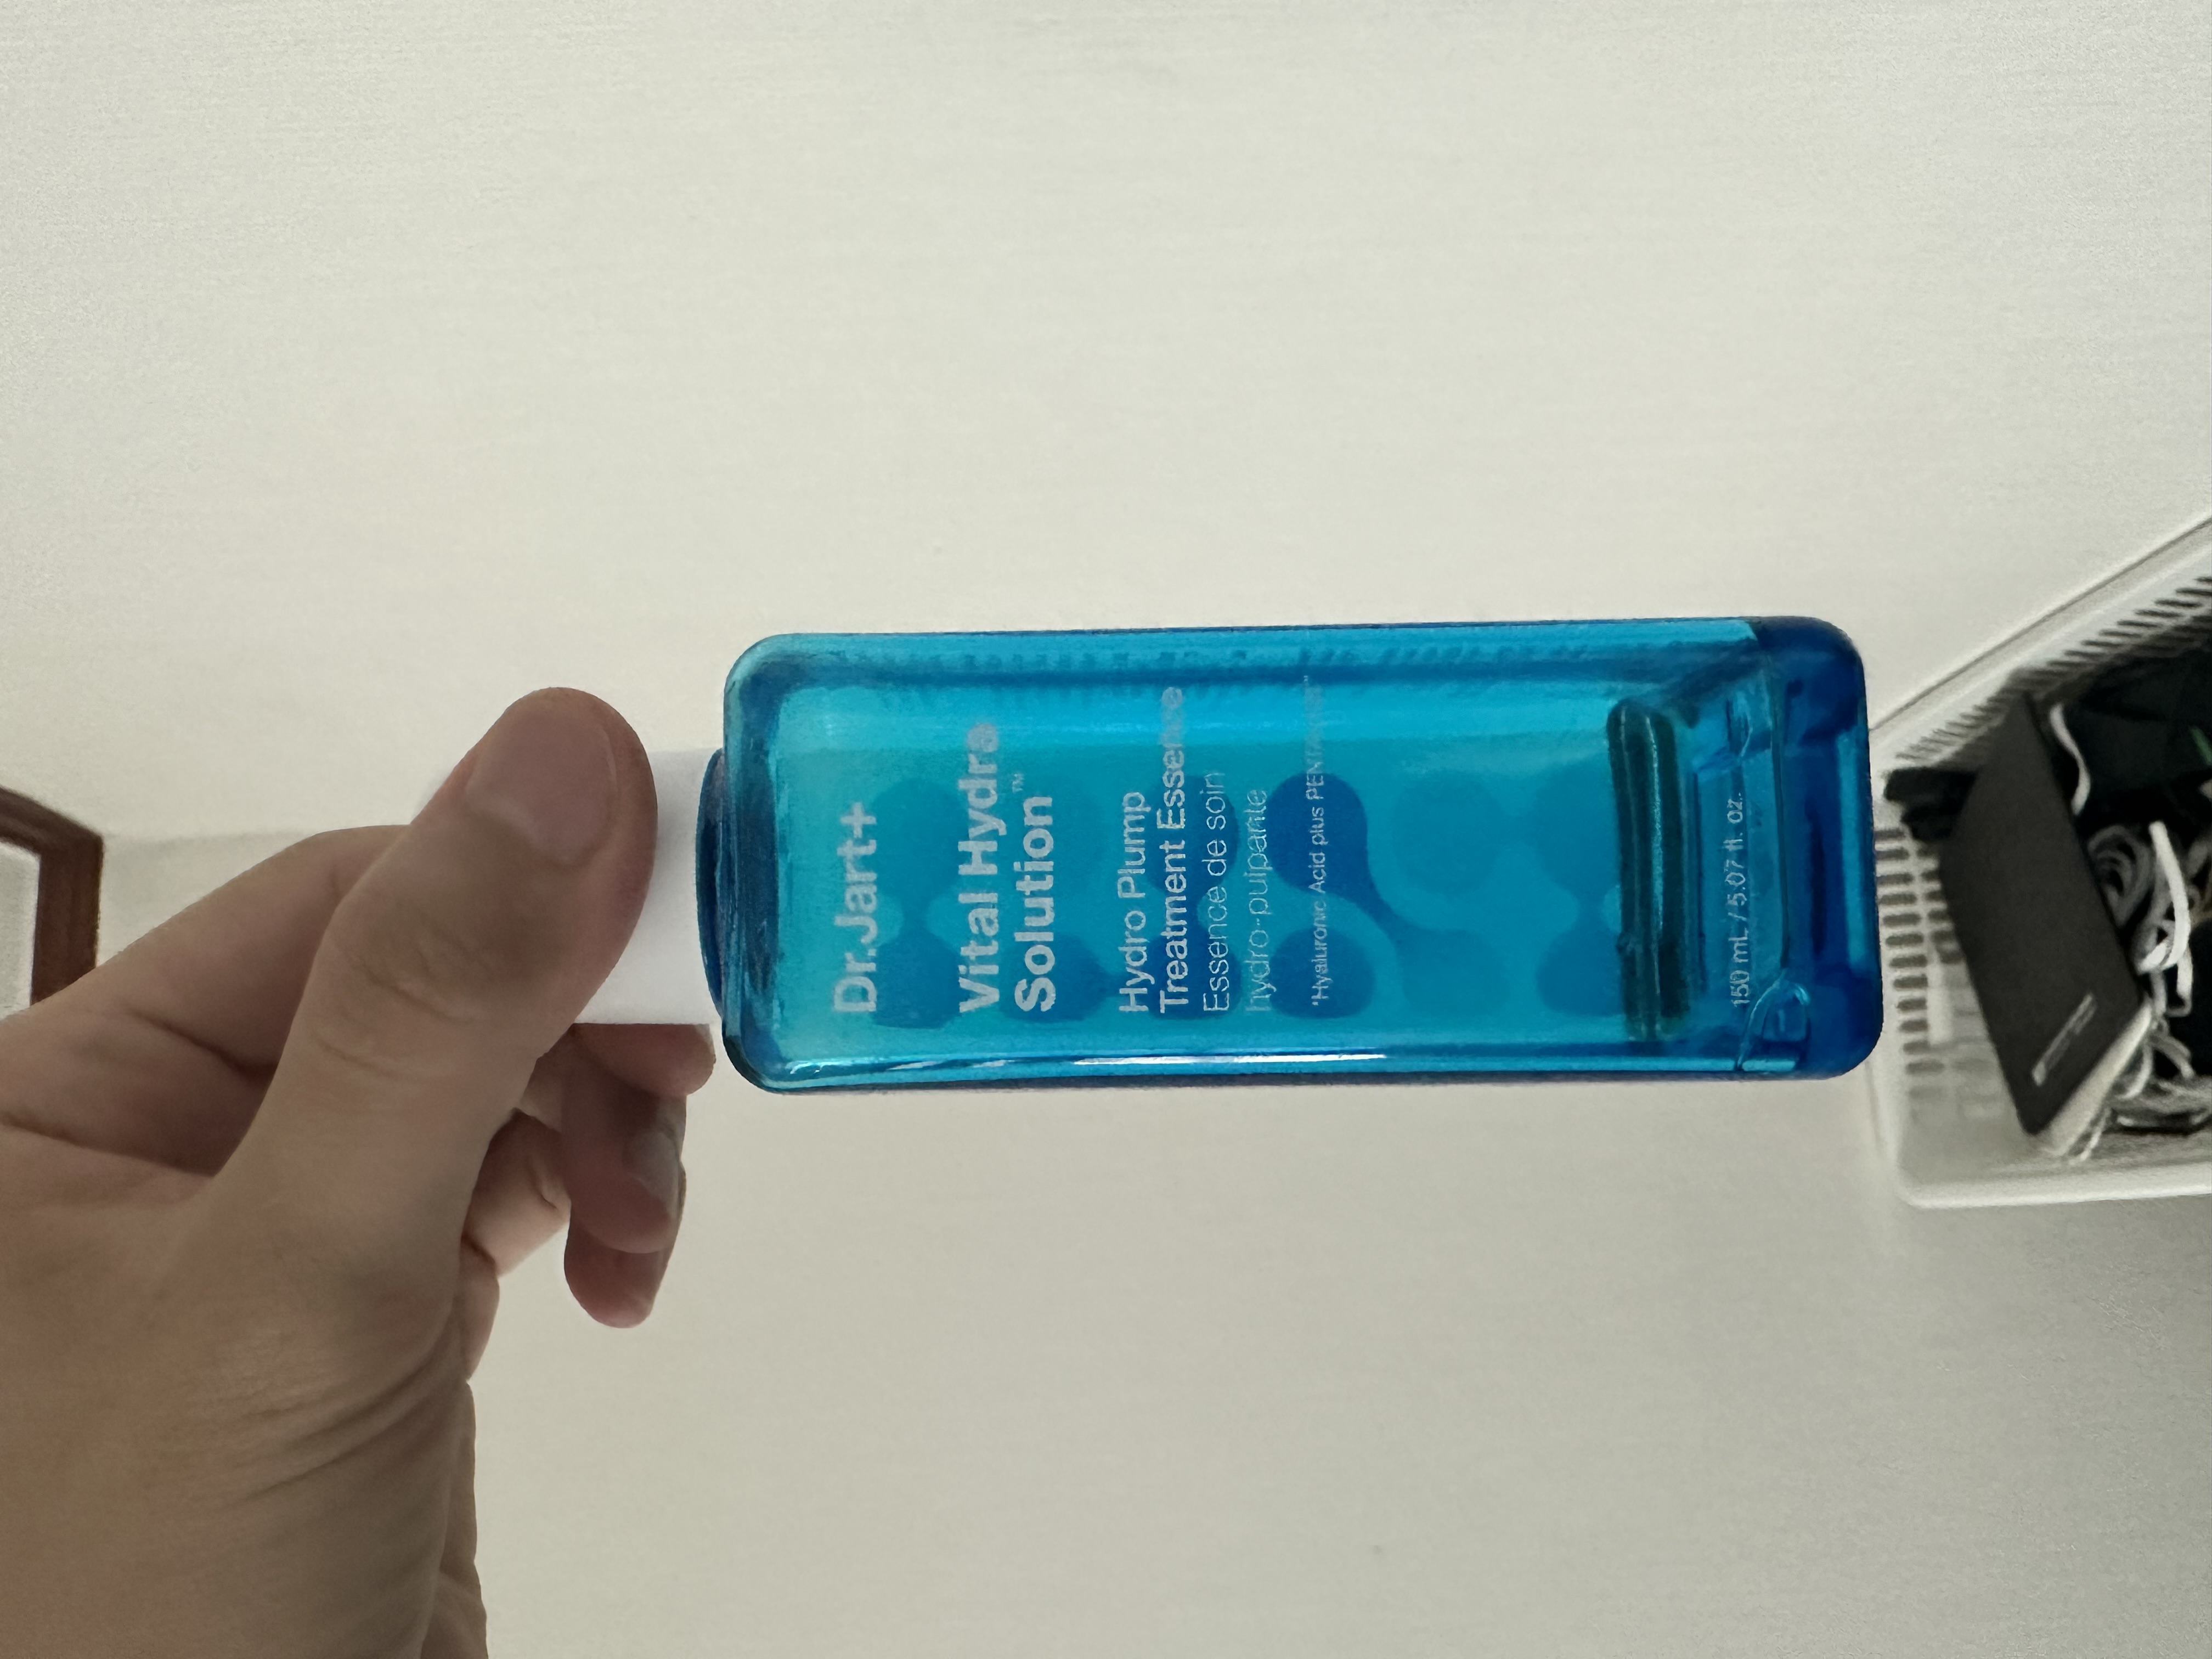 Dr.Jart+
Vital Hydra
Solution™
Hydro Plump
Treatment Essence
Essence de soin
hydro-pulpante
"Hyaluronic Acid plus
150 mL / 5.07 fl. oz.